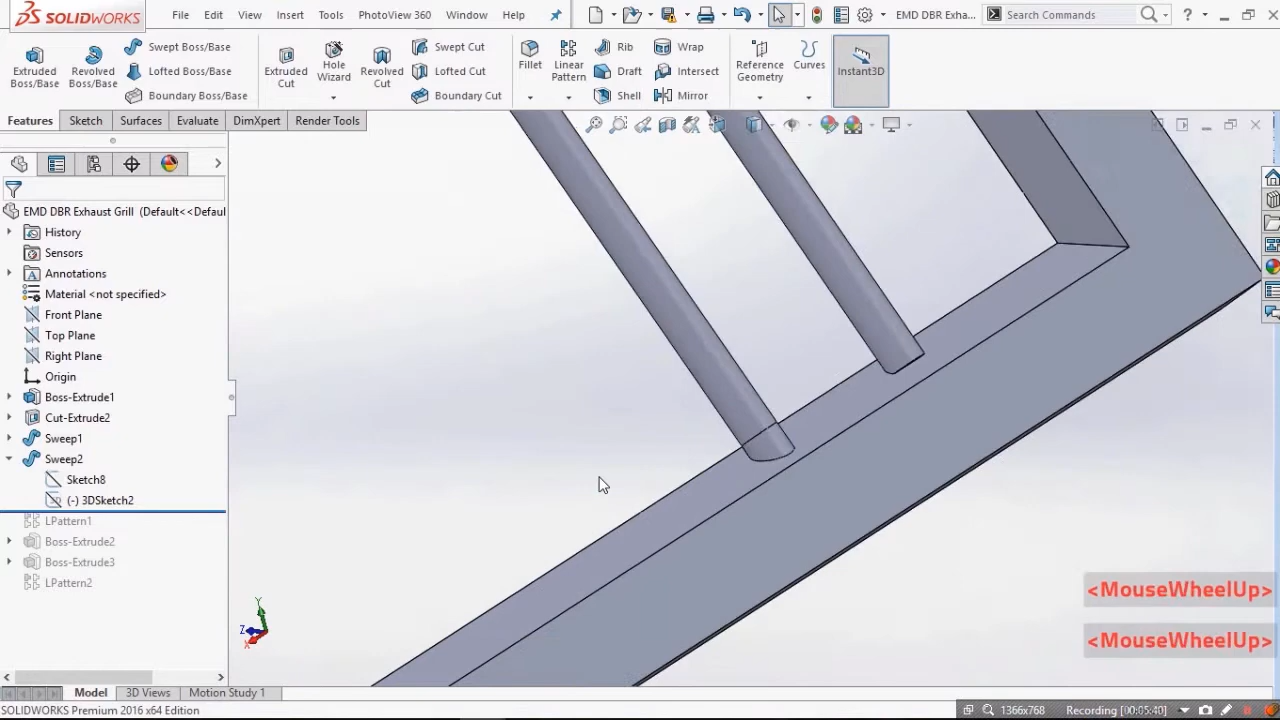 SOLIDWORKS File Edit View Insert Tools PhotoView 360 Window Help EMD DBR Exha... Search Commands ?
Extruded Boss/Base
Revolved Boss/Base
Swept Boss/Base
Lofted Boss/Base
Boundary Boss/Base
Extruded Cut
Hole Wizard
Revolved Cut
Swept Cut
Lofted Cut
Boundary Cut
Fillet
Linear Pattern
Rib
Draft
Shell
Wrap
Intersect
Mirror
Reference Geometry
Curves
Instant3D
Features Sketch Surfaces Evaluate DimXpert Render Tools
EMD DBR Exhaust Grill (Default<<Defaul
History
Sensors
Annotations
Material <not specified>
Front Plane
Top Plane
Right Plane
Origin
Boss-Extrude1
Cut-Extrude2
Sweep1
Sweep2
Sketch8
(-) 3DSketch2
LPattern1
Boss-Extrude2
Boss-Extrude3
LPattern2
Y
Z
X
<MouseWheelUp>
<MouseWheelUp>
Model 3D Views Motion Study 1
SOLIDWORKS Premium 2016 x64 Edition 1366x768 Recording [00:05:40]